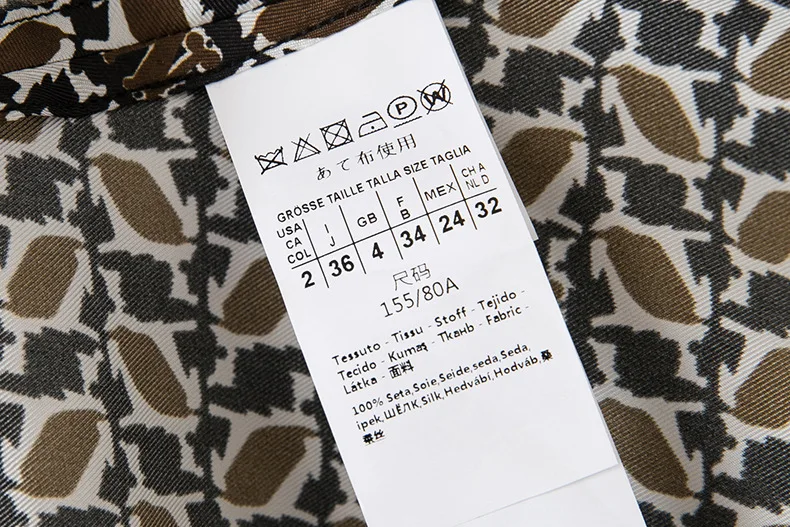 P W
あて布使用
GRÖSSE TAILLE TALLA SIZE TAGLIA
USA CA COL | I J | GB | F B | MEX | CH A NL D
2 | 36 | 4 | 34 | 24 | 32
尺码
155/80A
Tessuto - Tissu - Stoff - Tejido -
Tecido - Kumaş - Ткань - Fabric -
Látka - 面料
100% Seta,Soie,Seide,seda,Seda,
ipek,ШЁЛК,Silk,Hedvábí,Hodváb,桑
蚕丝